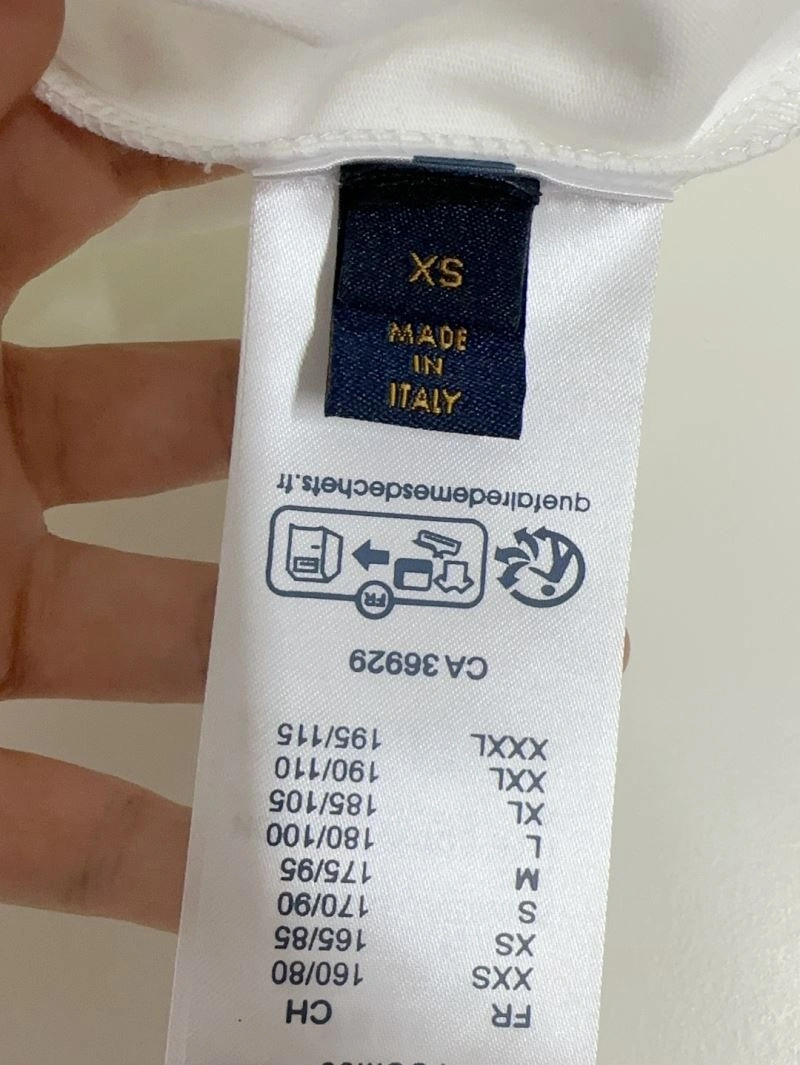 XS
MADE
IN
ITALY
FR CH
XXS 160/80
XS 165/85
S 170/90
M 175/95
L 180/100
XL 185/105
XXL 190/110
XXXL 195/115
CA 36929
FR
quefairedemesdechets.fr